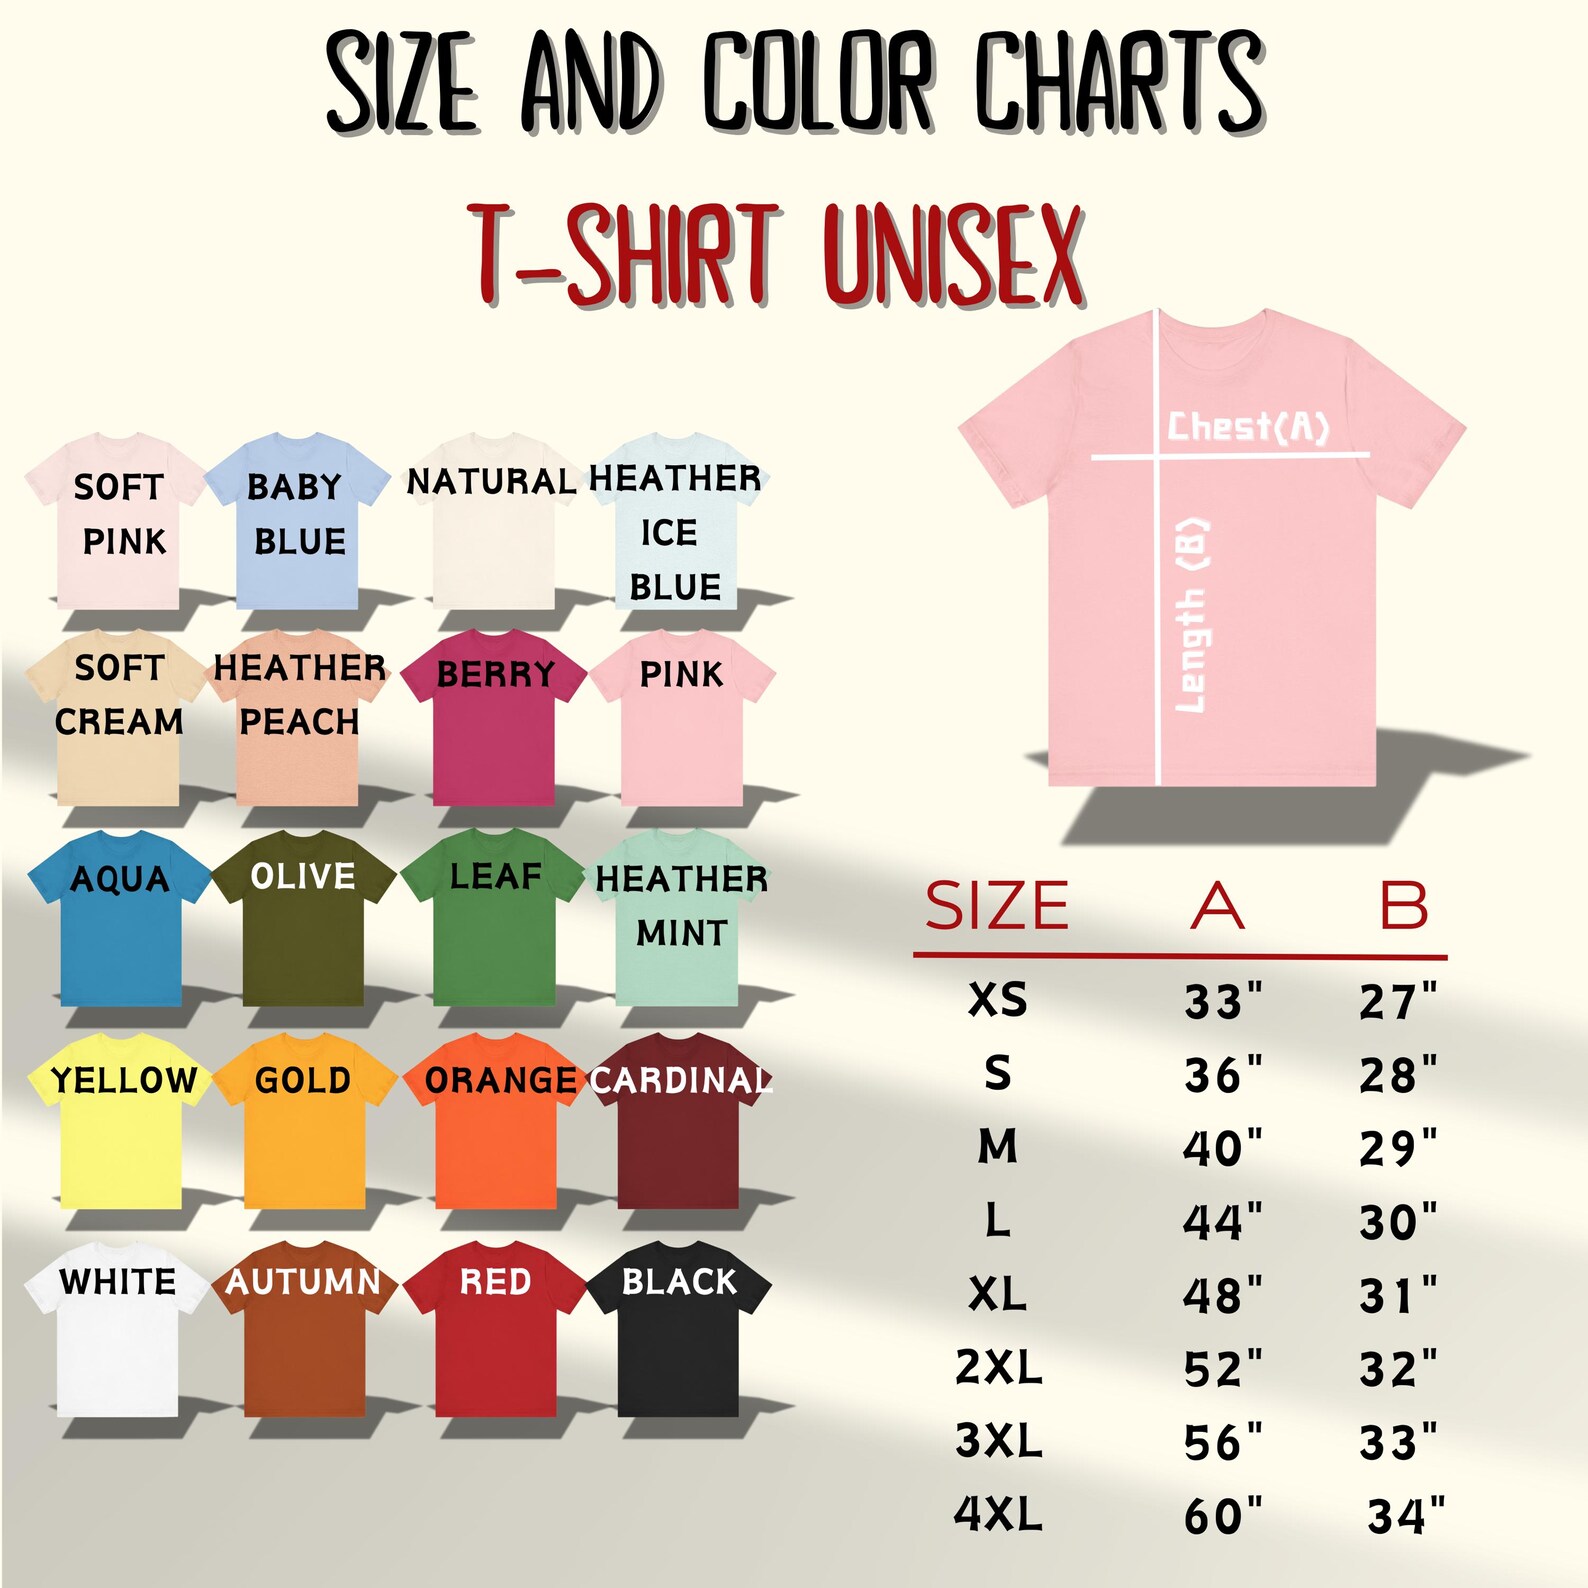 SIZE AND COLOR CHARTS
T-SHIRT UNISEX
SOFT
PINK
BABY
BLUE
NATURAL
HEATHER
ICE
BLUE
SOFT
CREAM
HEATHER
PEACH
BERRY
PINK
AQUA
OLIVE
LEAF
HEATHER
MINT
YELLOW
GOLD
ORANGE
CARDINAL
WHITE
AUTUMN
RED
BLACK
Chest(A)
Length (B)
SIZE A B
XS 33" 27"
S 36" 28"
M 40" 29"
L 44" 30"
XL 48" 31"
2XL 52" 32"
3XL 56" 33"
4XL 60" 34"